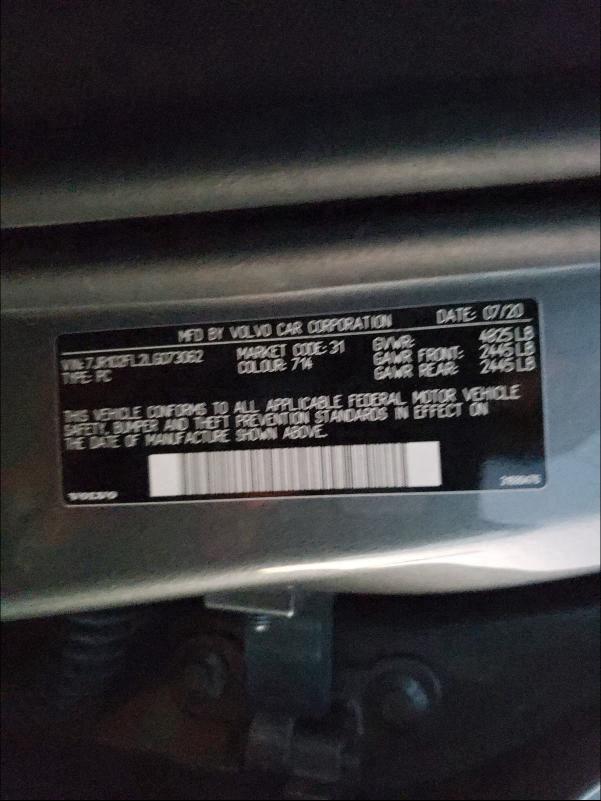 MFD BY VOLVO CAR CORPORATION DATE: 07/20
VIN: 7JR102FL2LG073062 MARKET CODE: 31 GVWR: 4825 LB
TYPE: PC COLOUR: 714 GAWR FRONT: 2445 LB
GAWR REAR: 2445 LB
THIS VEHICLE CONFORMS TO ALL APPLICABLE FEDERAL MOTOR VEHICLE
SAFETY, BUMPER AND THEFT PREVENTION STANDARDS IN EFFECT ON
THE DATE OF MANUFACTURE SHOWN ABOVE.
VOLVO